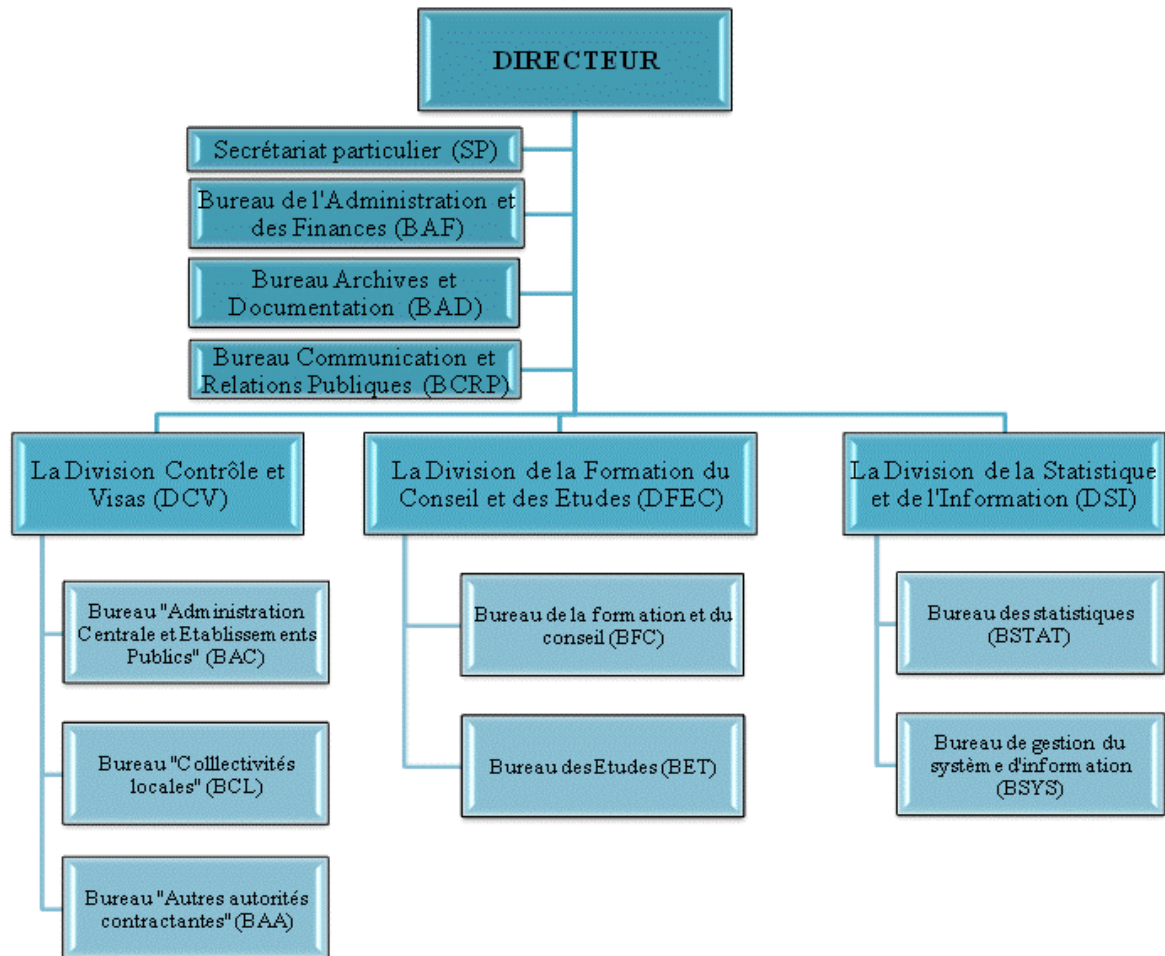 DIRECTEUR
Secrétariat particulier (SP)
Bureau de l'Administration et
des Finances (BAF)
Bureau Archives et
Documentation (BAD)
Bureau Communication et
Relations Publiques (BCRP)
La Division Contrôle et
Visas (DCV)
Bureau "Administration
Centrale et Etablissements
Publics" (BAC)
Bureau "Colllectivités
locales" (BCL)
Bureau "Autres autorités
contractantes" (BAA)
La Division de la Formation du
Conseil et des Etudes (DFEC)
Bureau de la formation et du
conseil (BFC)
Bureau des Etudes (BET)
La Division de la Statistique
et de l'Information (DSI)
Bureau des statistiques
(BSTAT)
Bureau de gestion du
système d'information
(BSYS)